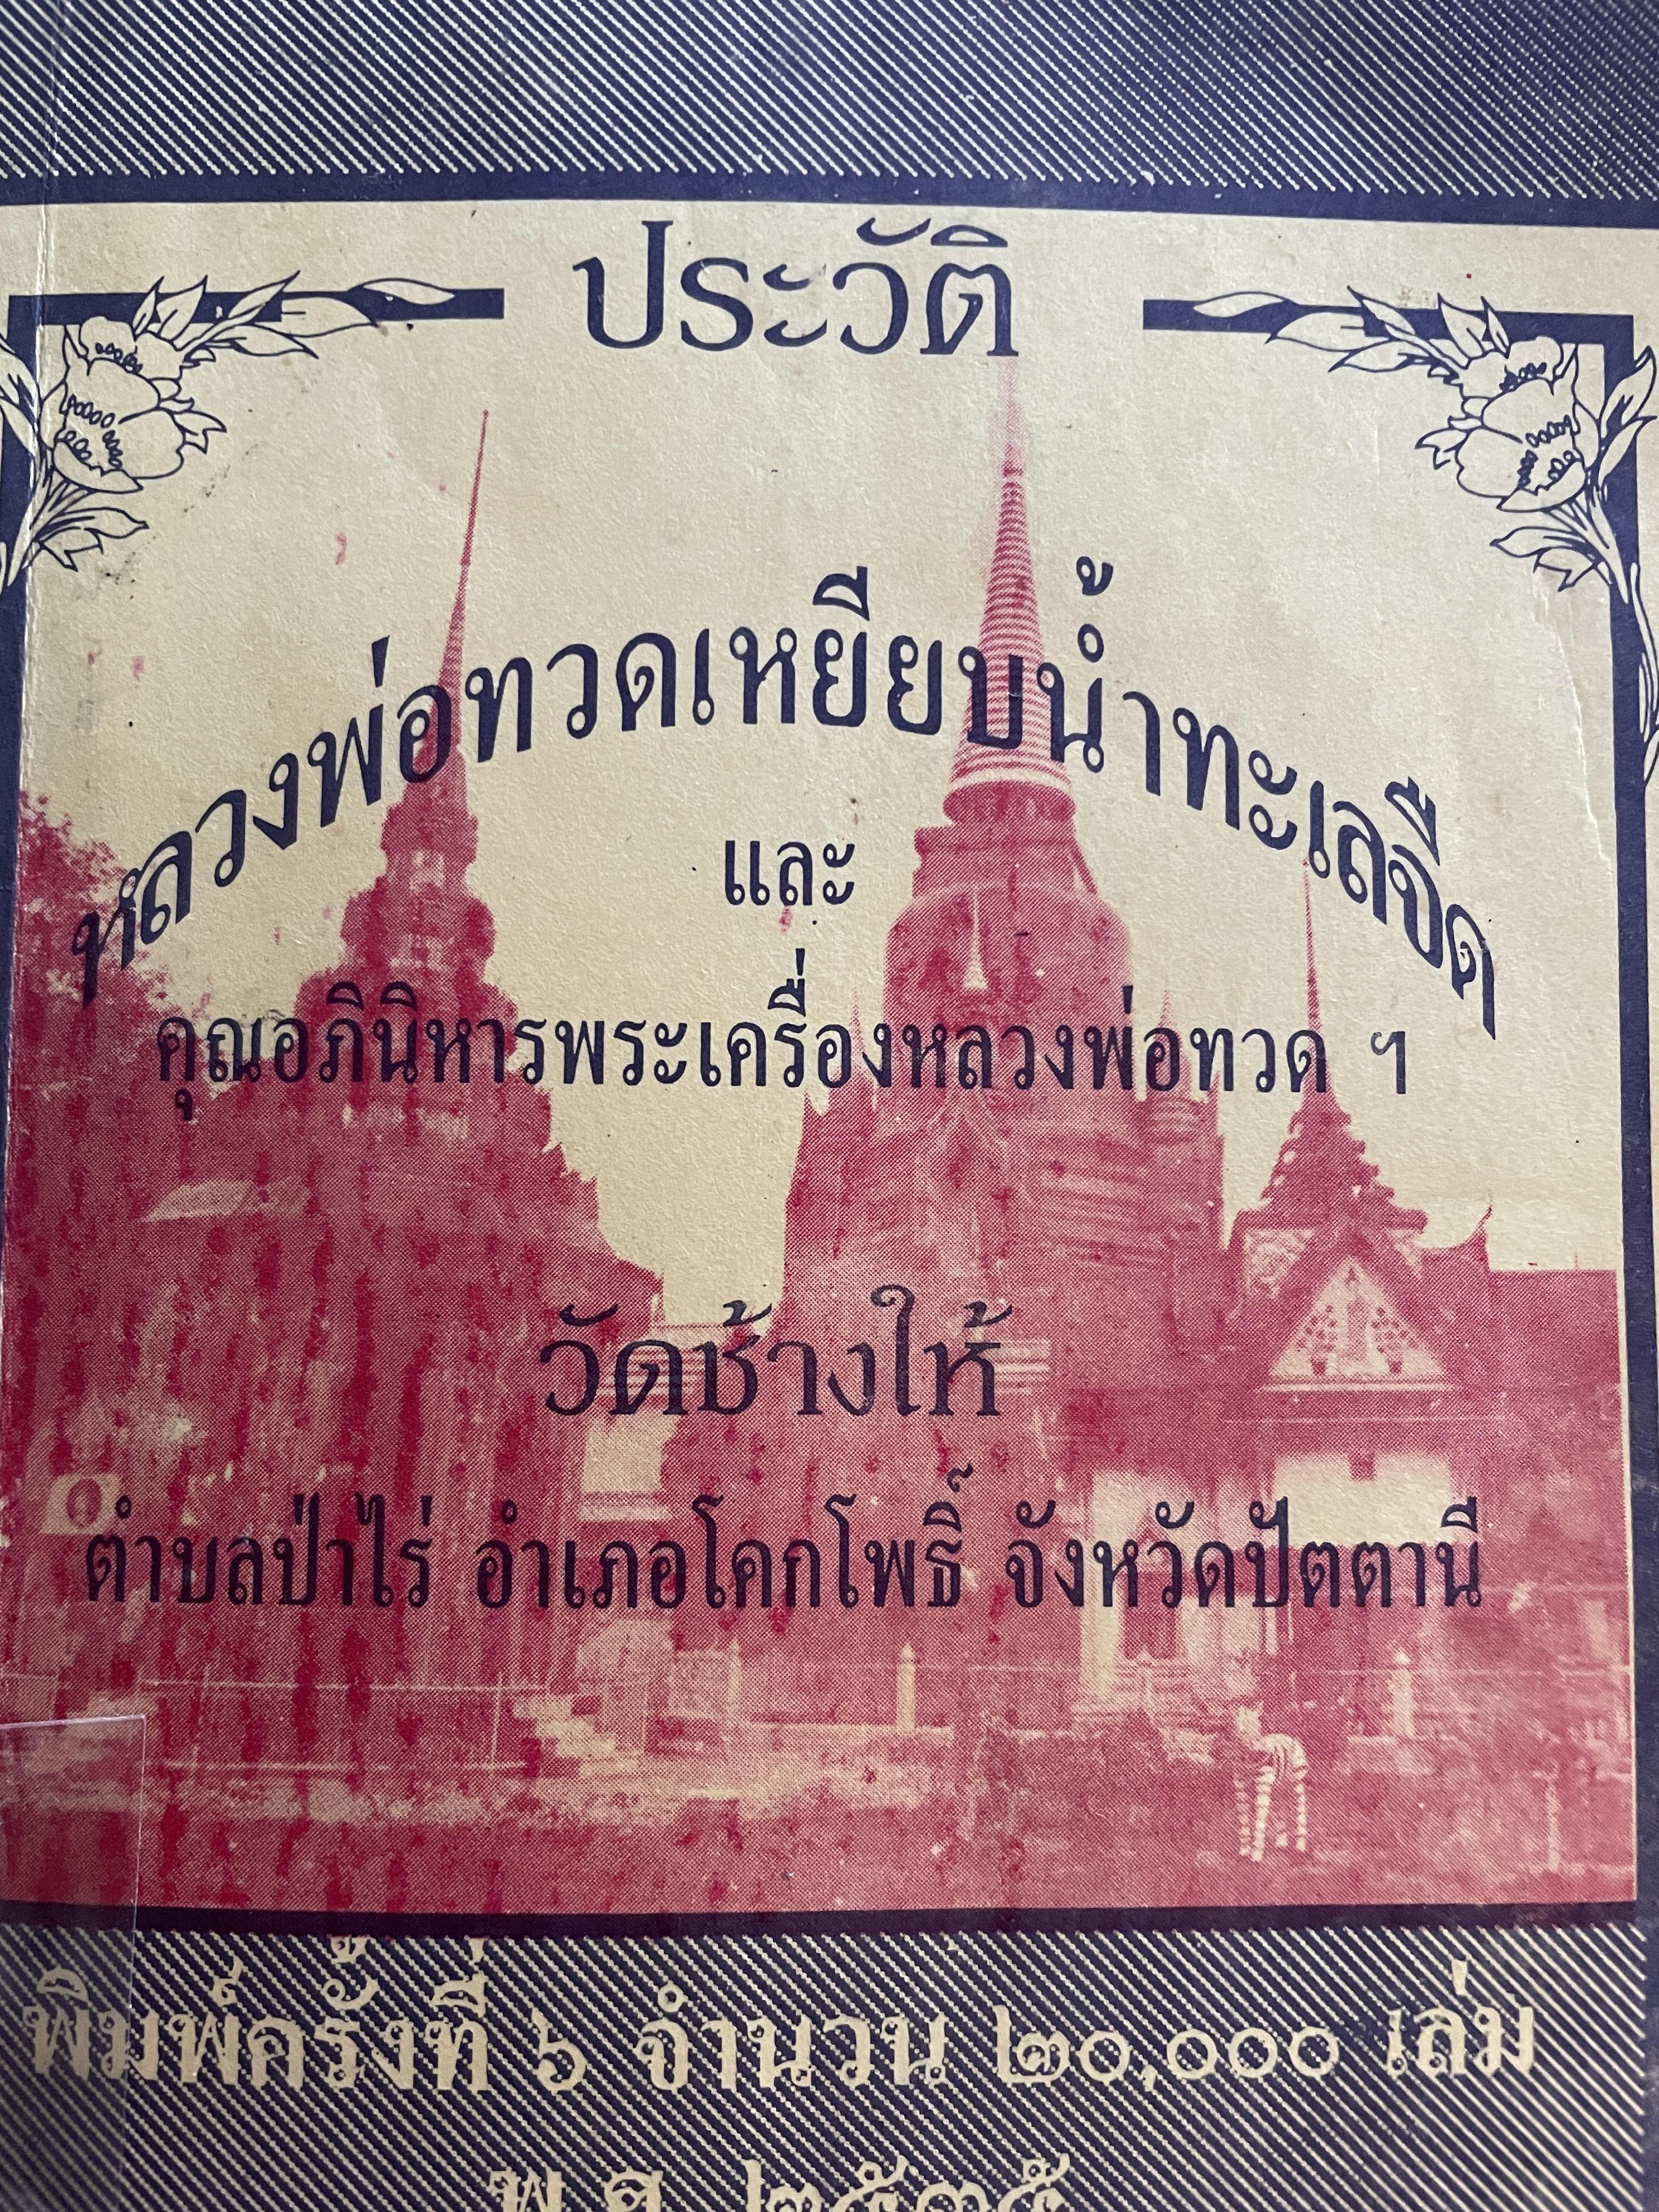 ประวัติ
หลวงพ่อทวดเหยียบน้ำทะเลจืด
และ
คุณอภินิหารพระเครื่องหลวงพ่อทวด ฯ
วัดช้างให้
ตำบลป่าไร่ อำเภอโคกโพธิ์ จังหวัดปัตตานี
พิมพ์ครั้งที่ ๖ จำนวน ๒๐,๐๐๐ เล่ม
พ.ศ.